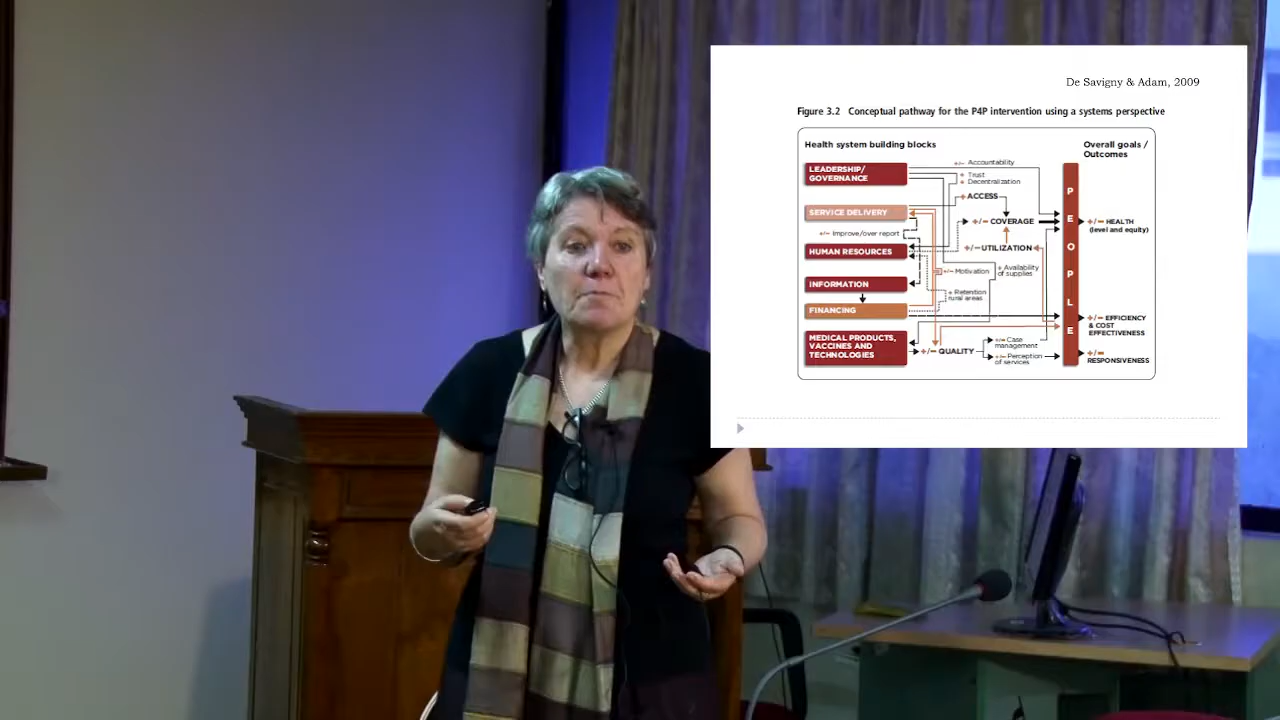 De Savigny & Adam, 2009
Figure 3.2 Conceptual pathway for the P4P intervention using a systems perspective
Health system building blocks
Overall goals /
Outcomes
LEADERSHIP/
GOVERNANCE
+/− Accountability
+ Trust
+ Decentralization
+ ACCESS
SERVICE DELIVERY
+/− COVERAGE
+/− HEALTH
(level and equity)
+/− Improve/over report
HUMAN RESOURCES
+/− UTILIZATION
+/− Motivation
+ Availability
of supplies
INFORMATION
+ Retention
rural areas
FINANCING
+/− EFFICIENCY
& COST
EFFECTIVENESS
MEDICAL PRODUCTS,
VACCINES AND
TECHNOLOGIES
+/− QUALITY
+/− Case
management
+/− Perception
of services
+/−
RESPONSIVENESS
P
E
O
P
L
E